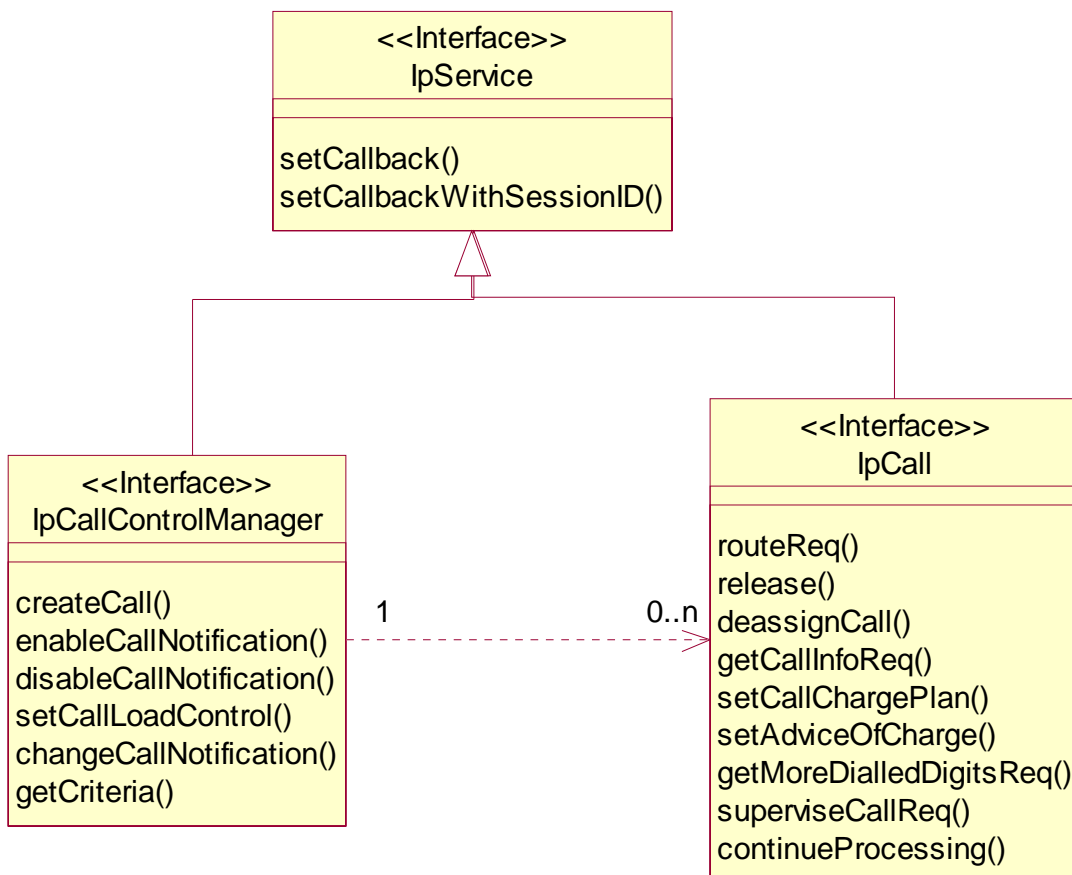 <<Interface>>
IpService
setCallback()
setCallbackWithSessionID()
<<Interface>>
IpCallControlManager
createCall()
enableCallNotification()
disableCallNotification()
setCallLoadControl()
changeCallNotification()
getCriteria()
1
0..n
<<Interface>>
IpCall
routeReq()
release()
deassignCall()
getCallInfoReq()
setCallChargePlan()
setAdviceOfCharge()
getMoreDialledDigitsReq()
superviseCallReq()
continueProcessing()